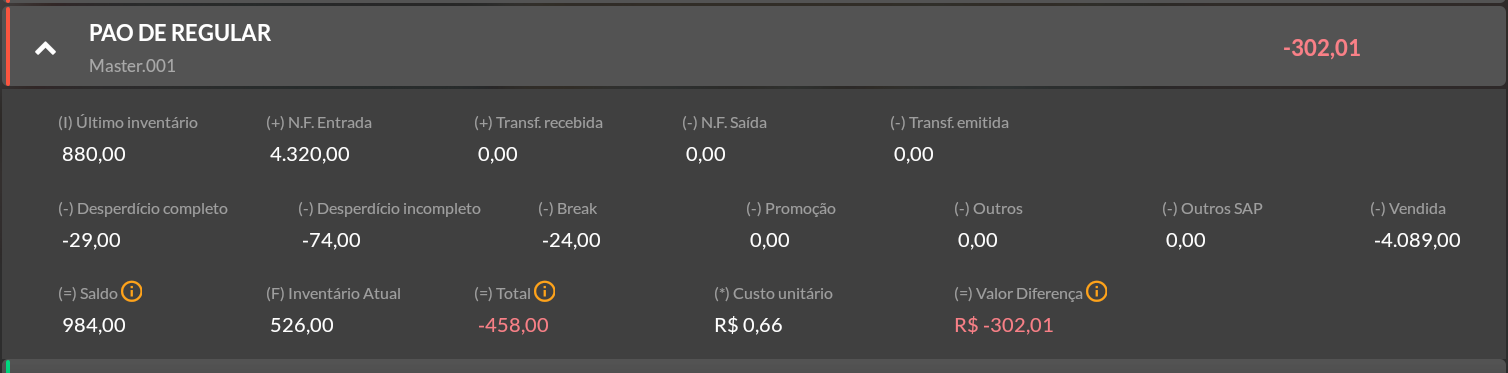 PAO DE REGULAR
-302,01
Master.001
(I) Último inventário (+) N.F. Entrada (+) Transf. recebida (-) N.F. Saída (-) Transf. emitida
880,00 4.320,00 0,00 0,00 0,00
(-) Desperdício completo (-) Desperdício incompleto (-) Break (-) Promoção (-) Outros (-) Outros SAP (-) Vendida
-29,00 -74,00 -24,00 0,00 0,00 0,00 -4.089,00
(=) Saldo (F) Inventário Atual (=) Total (*) Custo unitário (=) Valor Diferença
984,00 526,00 -458,00 R$ 0,66 R$ -302,01